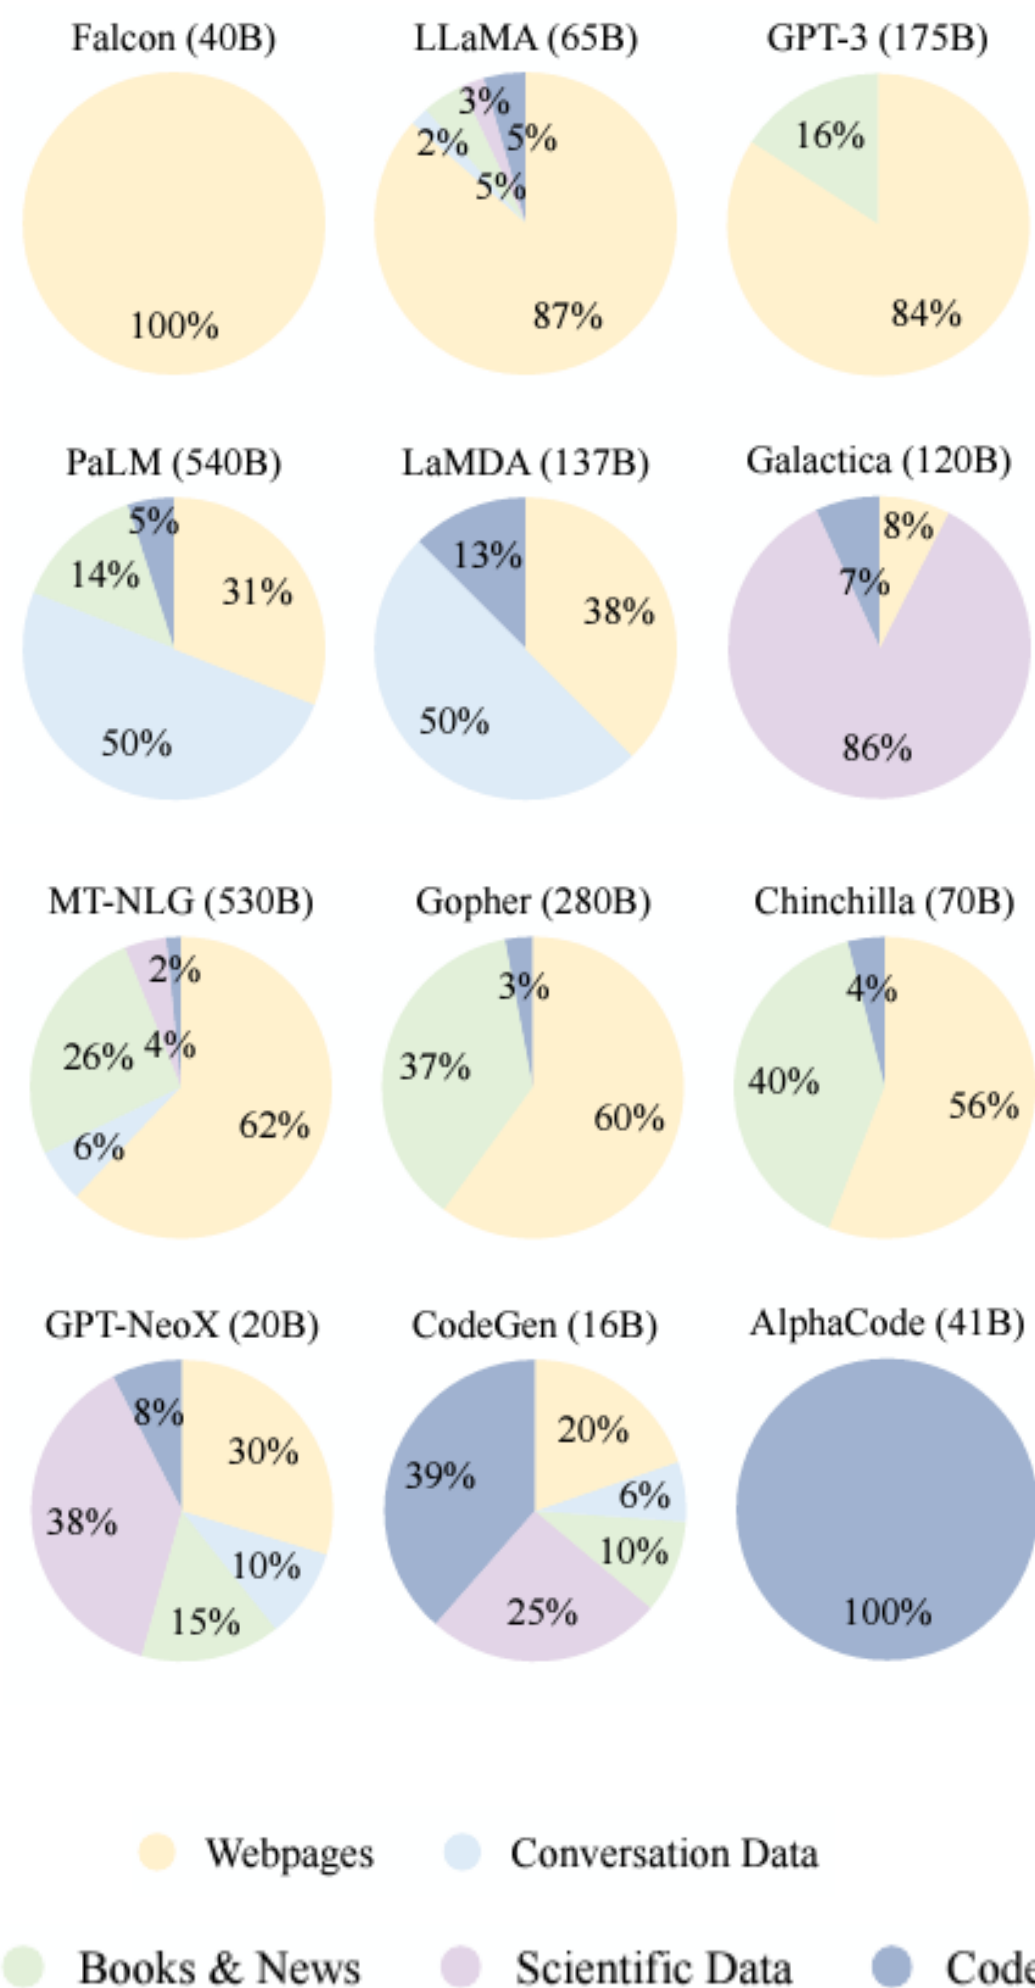 Falcon (40B) LLaMA (65B) GPT-3 (175B)
3%
2% 5% 16%
5%
100% 87% 84%
PaLM (540B) LaMDA (137B) Galactica (120B)
5% 8%
14% 31% 13% 38% 7%
50% 50% 86%
MT-NLG (530B) Gopher (280B) Chinchilla (70B)
2% 3% 4%
26% 4% 37% 40%
6% 62% 60% 56%
GPT-NeoX (20B) CodeGen (16B) AlphaCode (41B)
8% 30% 39% 20%
38% 10% 6%
15% 10%
25% 100%
Webpages Conversation Data
Books & News Scientific Data Code